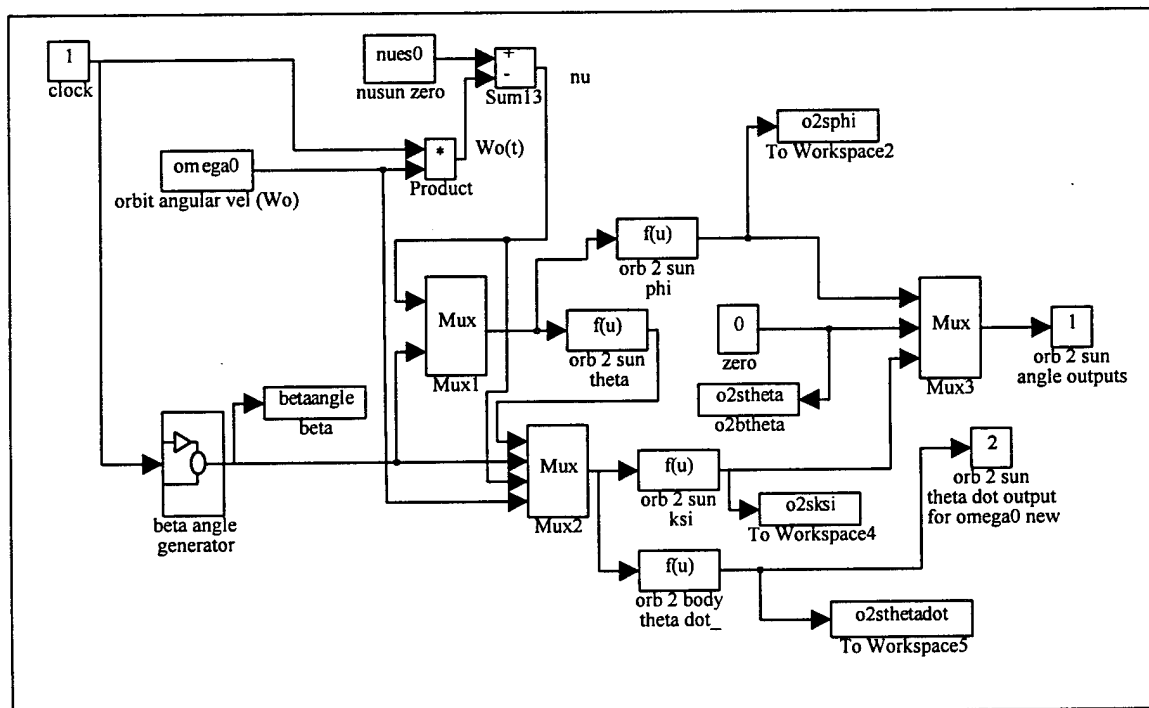 1
clock
nues0
nusun zero
+
-
Sum13
nu
omega0
orbit angular vel (Wo)
*
Product
Wo(t)
o2sphi
To Workspace2
f(u)
orb 2 sun
phi
Mux
Mux1
f(u)
orb 2 sun
theta
0
zero
Mux
Mux3
1
orb 2 sun
angle outputs
betaangle
beta
o2stheta
o2btheta
beta angle
generator
Mux
Mux2
f(u)
orb 2 sun
ksi
o2sksi
To Workspace4
2
orb 2 sun
theta dot output
for omega0 new
f(u)
orb 2 body
theta dot_
o2sthetadot
To Workspace5